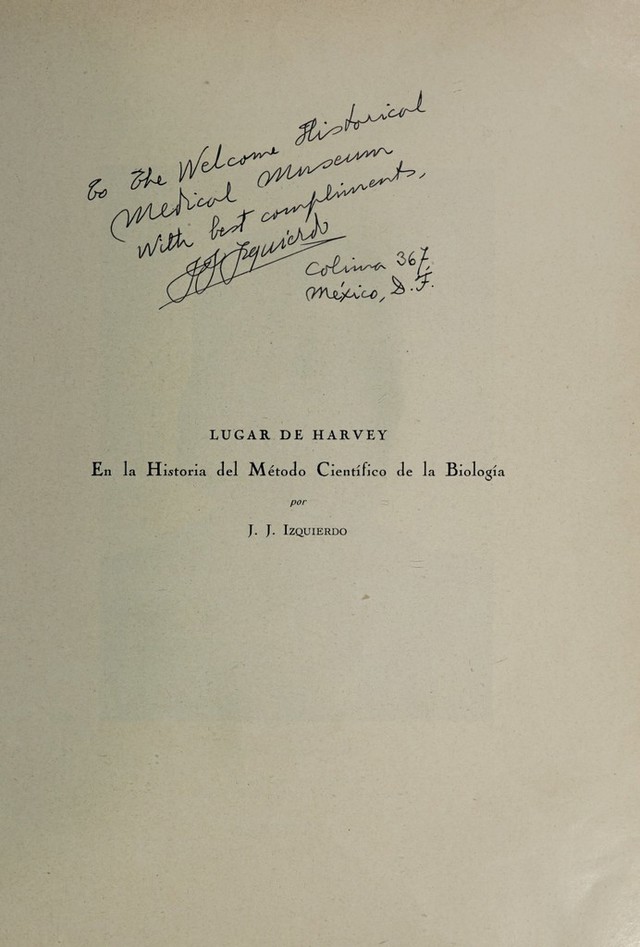 To The Welcome Historical
Medical Museum
With best compliments,
JJ Izquierdo
Colima 367,
México, D.F.
LUGAR DE HARVEY
En la Historia del Método Científico de la Biología
por
J. J. IZQUIERDO